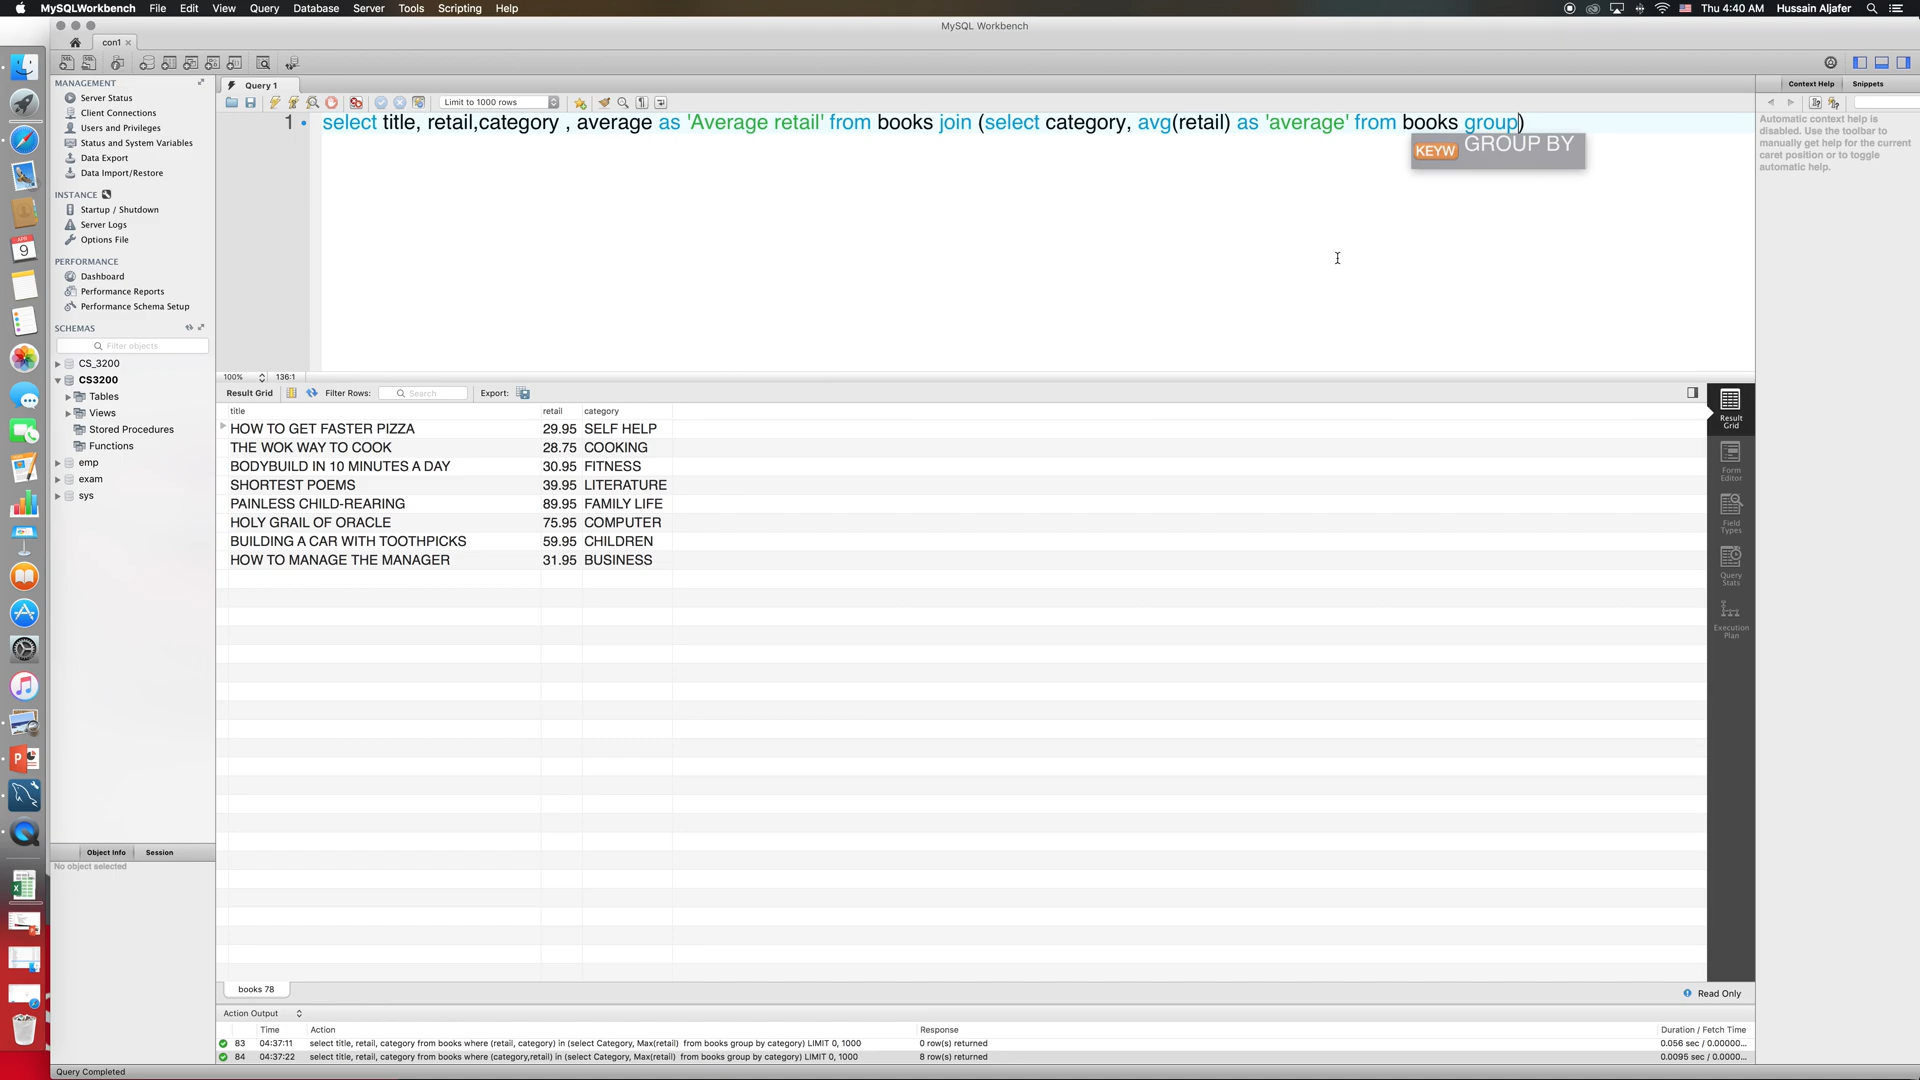 MySQLWorkbench File Edit View Query Database Server Tools Scripting Help Thu 4:40 AM Hussain Aljafer
MySQL Workbench
con1
MANAGEMENT
Server Status
Client Connections
Users and Privileges
Status and System Variables
Data Export
Data Import/Restore
INSTANCE
Startup / Shutdown
Server Logs
Options File
PERFORMANCE
Dashboard
Performance Reports
Performance Schema Setup
SCHEMAS
Filter objects
CS_3200
CS3200
Tables
Views
Stored Procedures
Functions
emp
exam
sys
Object Info Session
No object selected
Query 1
Limit to 1000 rows
1 select title, retail,category , average as 'Average retail' from books join (select category, avg(retail) as 'average' from books group)
KEYW GROUP BY
100% 136:1
Result Grid Filter Rows: Search Export:
title retail category
HOW TO GET FASTER PIZZA 29.95 SELF HELP
THE WOK WAY TO COOK 28.75 COOKING
BODYBUILD IN 10 MINUTES A DAY 30.95 FITNESS
SHORTEST POEMS 39.95 LITERATURE
PAINLESS CHILD-REARING 89.95 FAMILY LIFE
HOLY GRAIL OF ORACLE 75.95 COMPUTER
BUILDING A CAR WITH TOOTHPICKS 59.95 CHILDREN
HOW TO MANAGE THE MANAGER 31.95 BUSINESS
books 78
Read Only
Action Output
Time Action Response Duration / Fetch Time
83 04:37:11 select title, retail, category from books where (retail, category) in (select Category, Max(retail) from books group by category) LIMIT 0, 1000 0 row(s) returned 0.056 sec / 0.00000...
84 04:37:22 select title, retail, category from books where (category,retail) in (select Category, Max(retail) from books group by category) LIMIT 0, 1000 8 row(s) returned 0.0095 sec / 0.0000...
Query Completed
Result
Grid
Form
Editor
Field
Types
Query
Stats
Execution
Plan
Context Help Snippets
Automatic context help is
disabled. Use the toolbar to
manually get help for the current
caret position or to toggle
automatic help.
APR
9